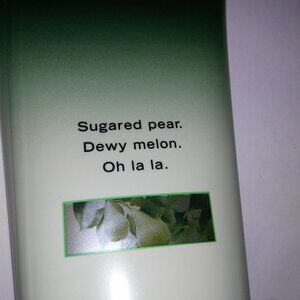 Sugared pear.
Dewy melon.
Oh la la.